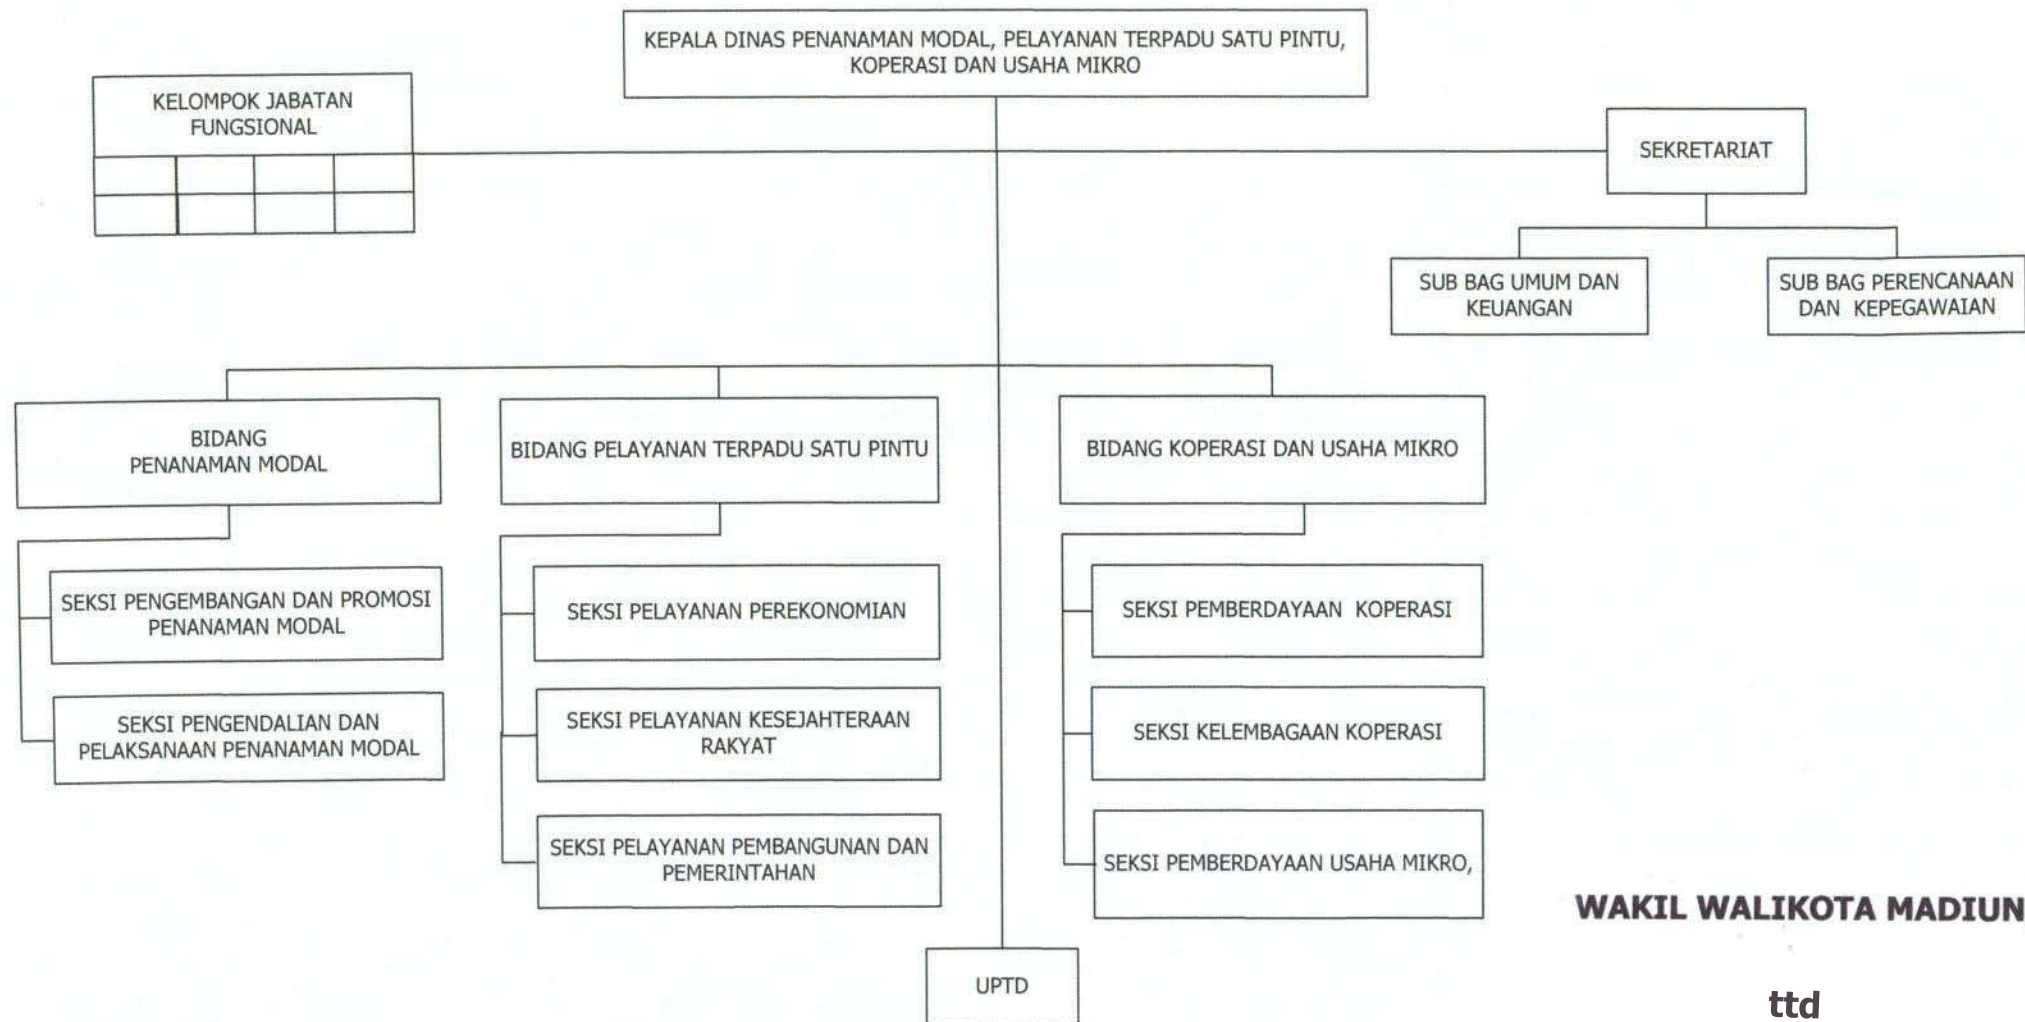 KEPALA DINAS PENANAMAN MODAL, PELAYANAN TERPADU SATU PINTU,
KOPERASI DAN USAHA MIKRO
KELOMPOK JABATAN
FUNGSIONAL
SEKRETARIAT
SUB BAG UMUM DAN
KEUANGAN
SUB BAG PERENCANAAN
DAN KEPEGAWAIAN
BIDANG
PENANAMAN MODAL
SEKSI PENGEMBANGAN DAN PROMOSI
PENANAMAN MODAL
SEKSI PENGENDALIAN DAN
PELAKSANAAN PENANAMAN MODAL
BIDANG PELAYANAN TERPADU SATU PINTU
SEKSI PELAYANAN PEREKONOMIAN
SEKSI PELAYANAN KESEJAHTERAAN
RAKYAT
SEKSI PELAYANAN PEMBANGUNAN DAN
PEMERINTAHAN
BIDANG KOPERASI DAN USAHA MIKRO
SEKSI PEMBERDAYAAN KOPERASI
SEKSI KELEMBAGAAN KOPERASI
SEKSI PEMBERDAYAAN USAHA MIKRO,
UPTD
WAKIL WALIKOTA MADIUN
ttd